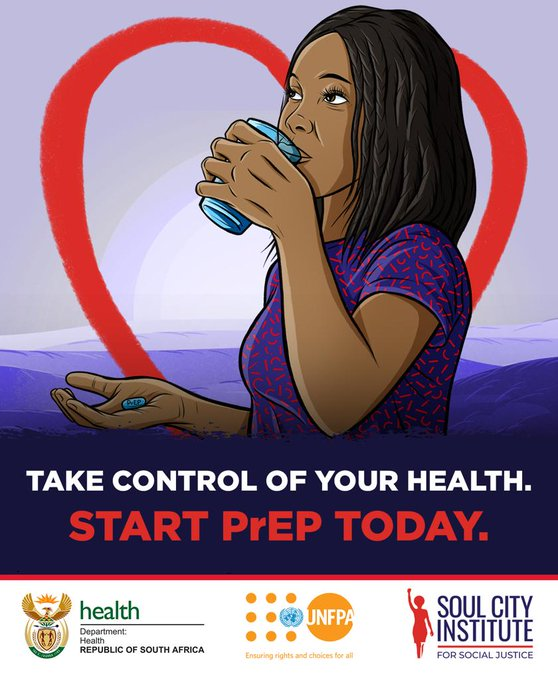 PrEP
TAKE CONTROL OF YOUR HEALTH.
START PrEP TODAY.
health
Department:
Health
REPUBLIC OF SOUTH AFRICA
UNFPA
Ensuring rights and choices for all
SOUL CITY
INSTITUTE
FOR SOCIAL JUSTICE